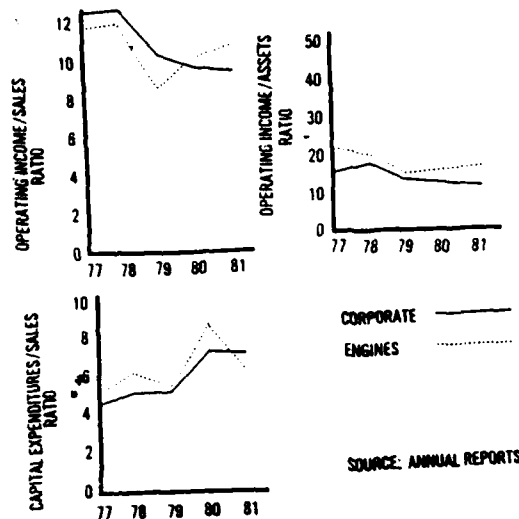 OPERATING INCOME/SALES
RATIO
12
10
8
6
4
2
0
77 78 79 80 81
OPERATING INCOME/ASSETS
RATIO
50
40
30
20
10
0
77 78 79 80 81
CAPITAL EXPENDITURES/SALES
RATIO
10
8
6
4
2
0
77 78 79 80 81
CORPORATE
ENGINES
SOURCE: ANNUAL REPORTS